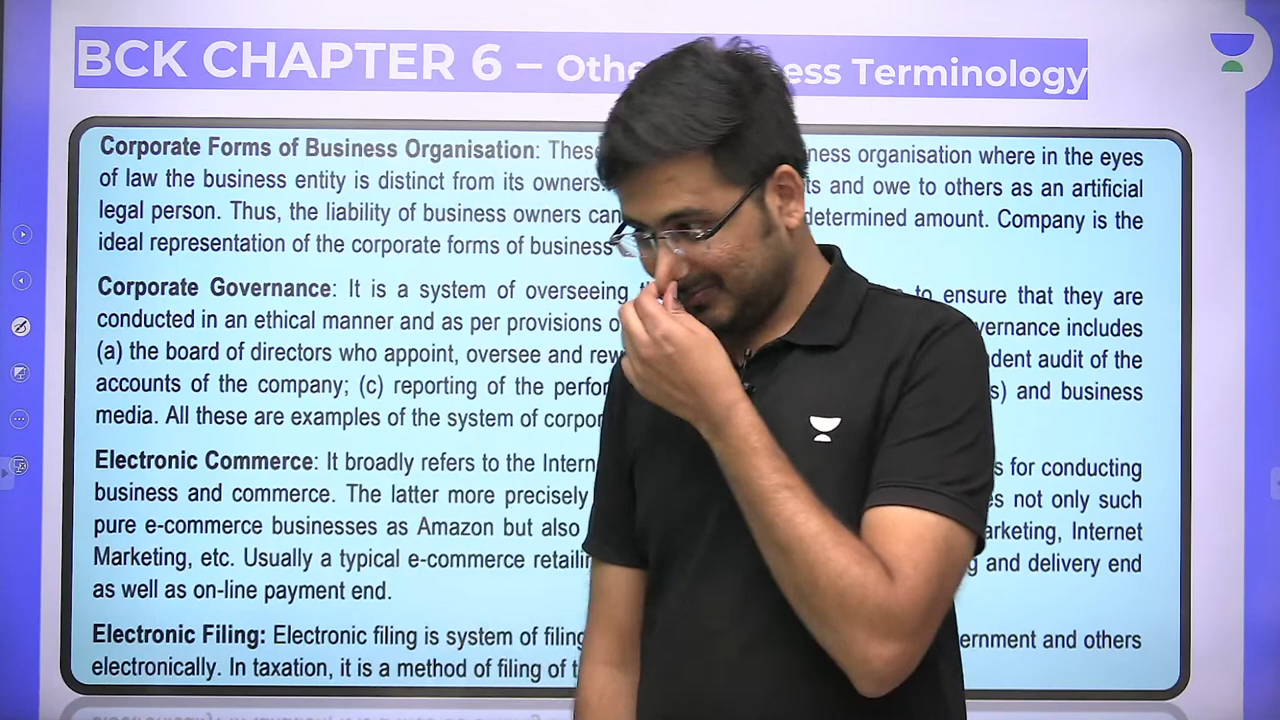 BCK CHAPTER 6 – Othe ess Terminology
Corporate Forms of Business Organisation: These ness organisation where in the eyes
of law the business entity is distinct from its owners. ts and owe to others as an artificial
legal person. Thus, the liability of business owners can determined amount. Company is the
ideal representation of the corporate forms of business
Corporate Governance: It is a system of overseeing to ensure that they are
conducted in an ethical manner and as per provisions o vernance includes
(a) the board of directors who appoint, oversee and rew dent audit of the
accounts of the company; (c) reporting of the perfor s) and business
media. All these are examples of the system of corpor
Electronic Commerce: It broadly refers to the Intern s for conducting
business and commerce. The latter more precisely es not only such
pure e-commerce businesses as Amazon but also arketing, Internet
Marketing, etc. Usually a typical e-commerce retailin g and delivery end
as well as on-line payment end.
Electronic Filing: Electronic filing is system of filing ernment and others
electronically. In taxation, it is a method of filing of t